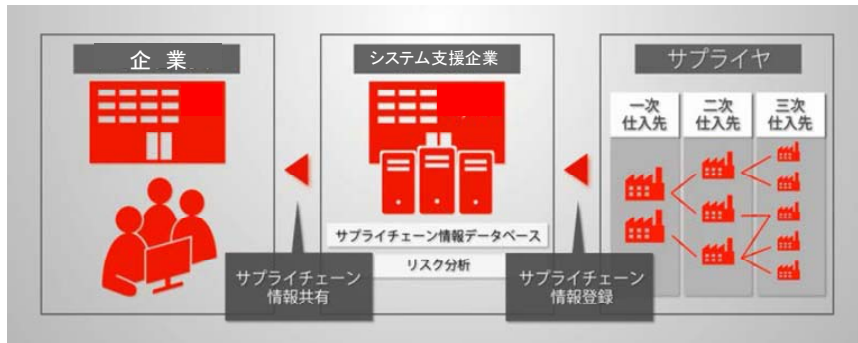 企 業
システム支援企業
サプライヤ
一次
仕入先
二次
仕入先
三次
仕入先
サプライチェーン情報データベース
リスク分析
サプライチェーン
情報共有
サプライチェーン
情報登録